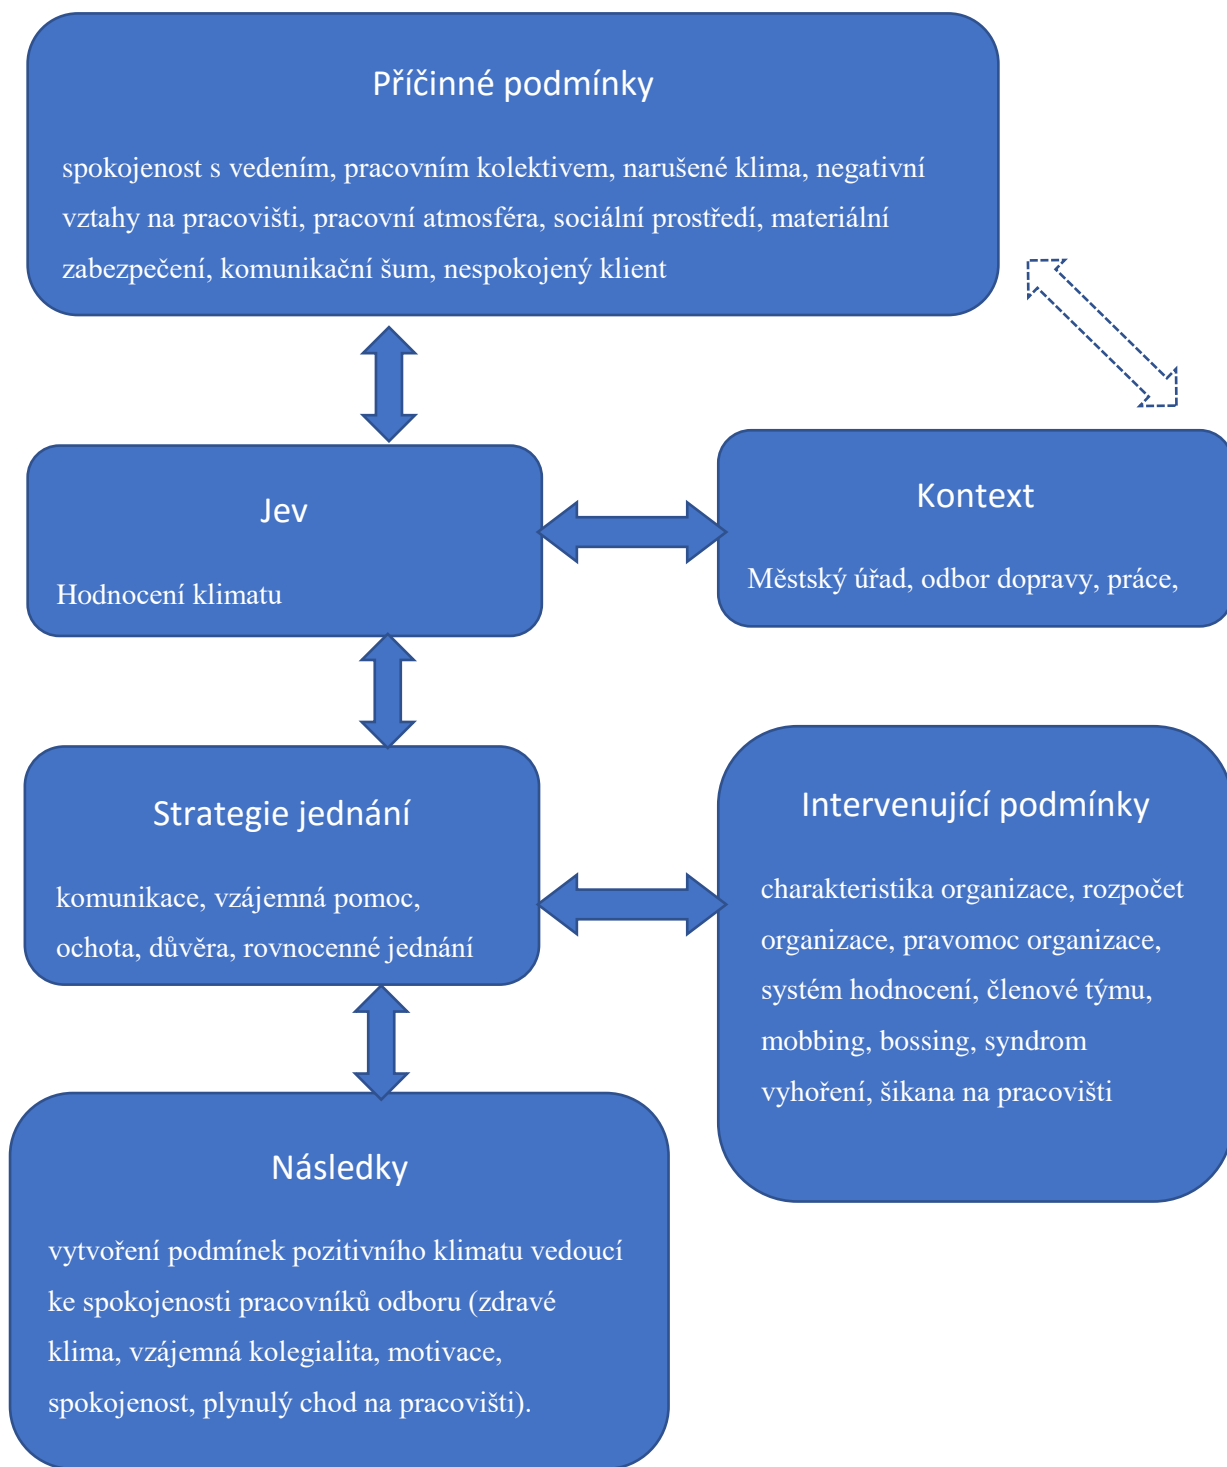 Příčinné podmínky
spokojenost s vedením, pracovním kolektivem, narušené klima, negativní
vztahy na pracovišti, pracovní atmosféra, sociální prostředí, materiální
zabezpečení, komunikační šum, nespokojený klient
Jev
Hodnocení klimatu
Kontext
Městský úřad, odbor dopravy, práce,
Strategie jednání
komunikace, vzájemná pomoc,
ochota, důvěra, rovnocenné jednání
Intervenující podmínky
charakteristika organizace, rozpočet
organizace, pravomoc organizace,
systém hodnocení, členové týmu,
mobbing, bossing, syndrom
vyhoření, šikana na pracovišti
Následky
vytvoření podmínek pozitivního klimatu vedoucí
ke spokojenosti pracovníků odboru (zdravé
klima, vzájemná kolegialita, motivace,
spokojenost, plynulý chod na pracovišti).